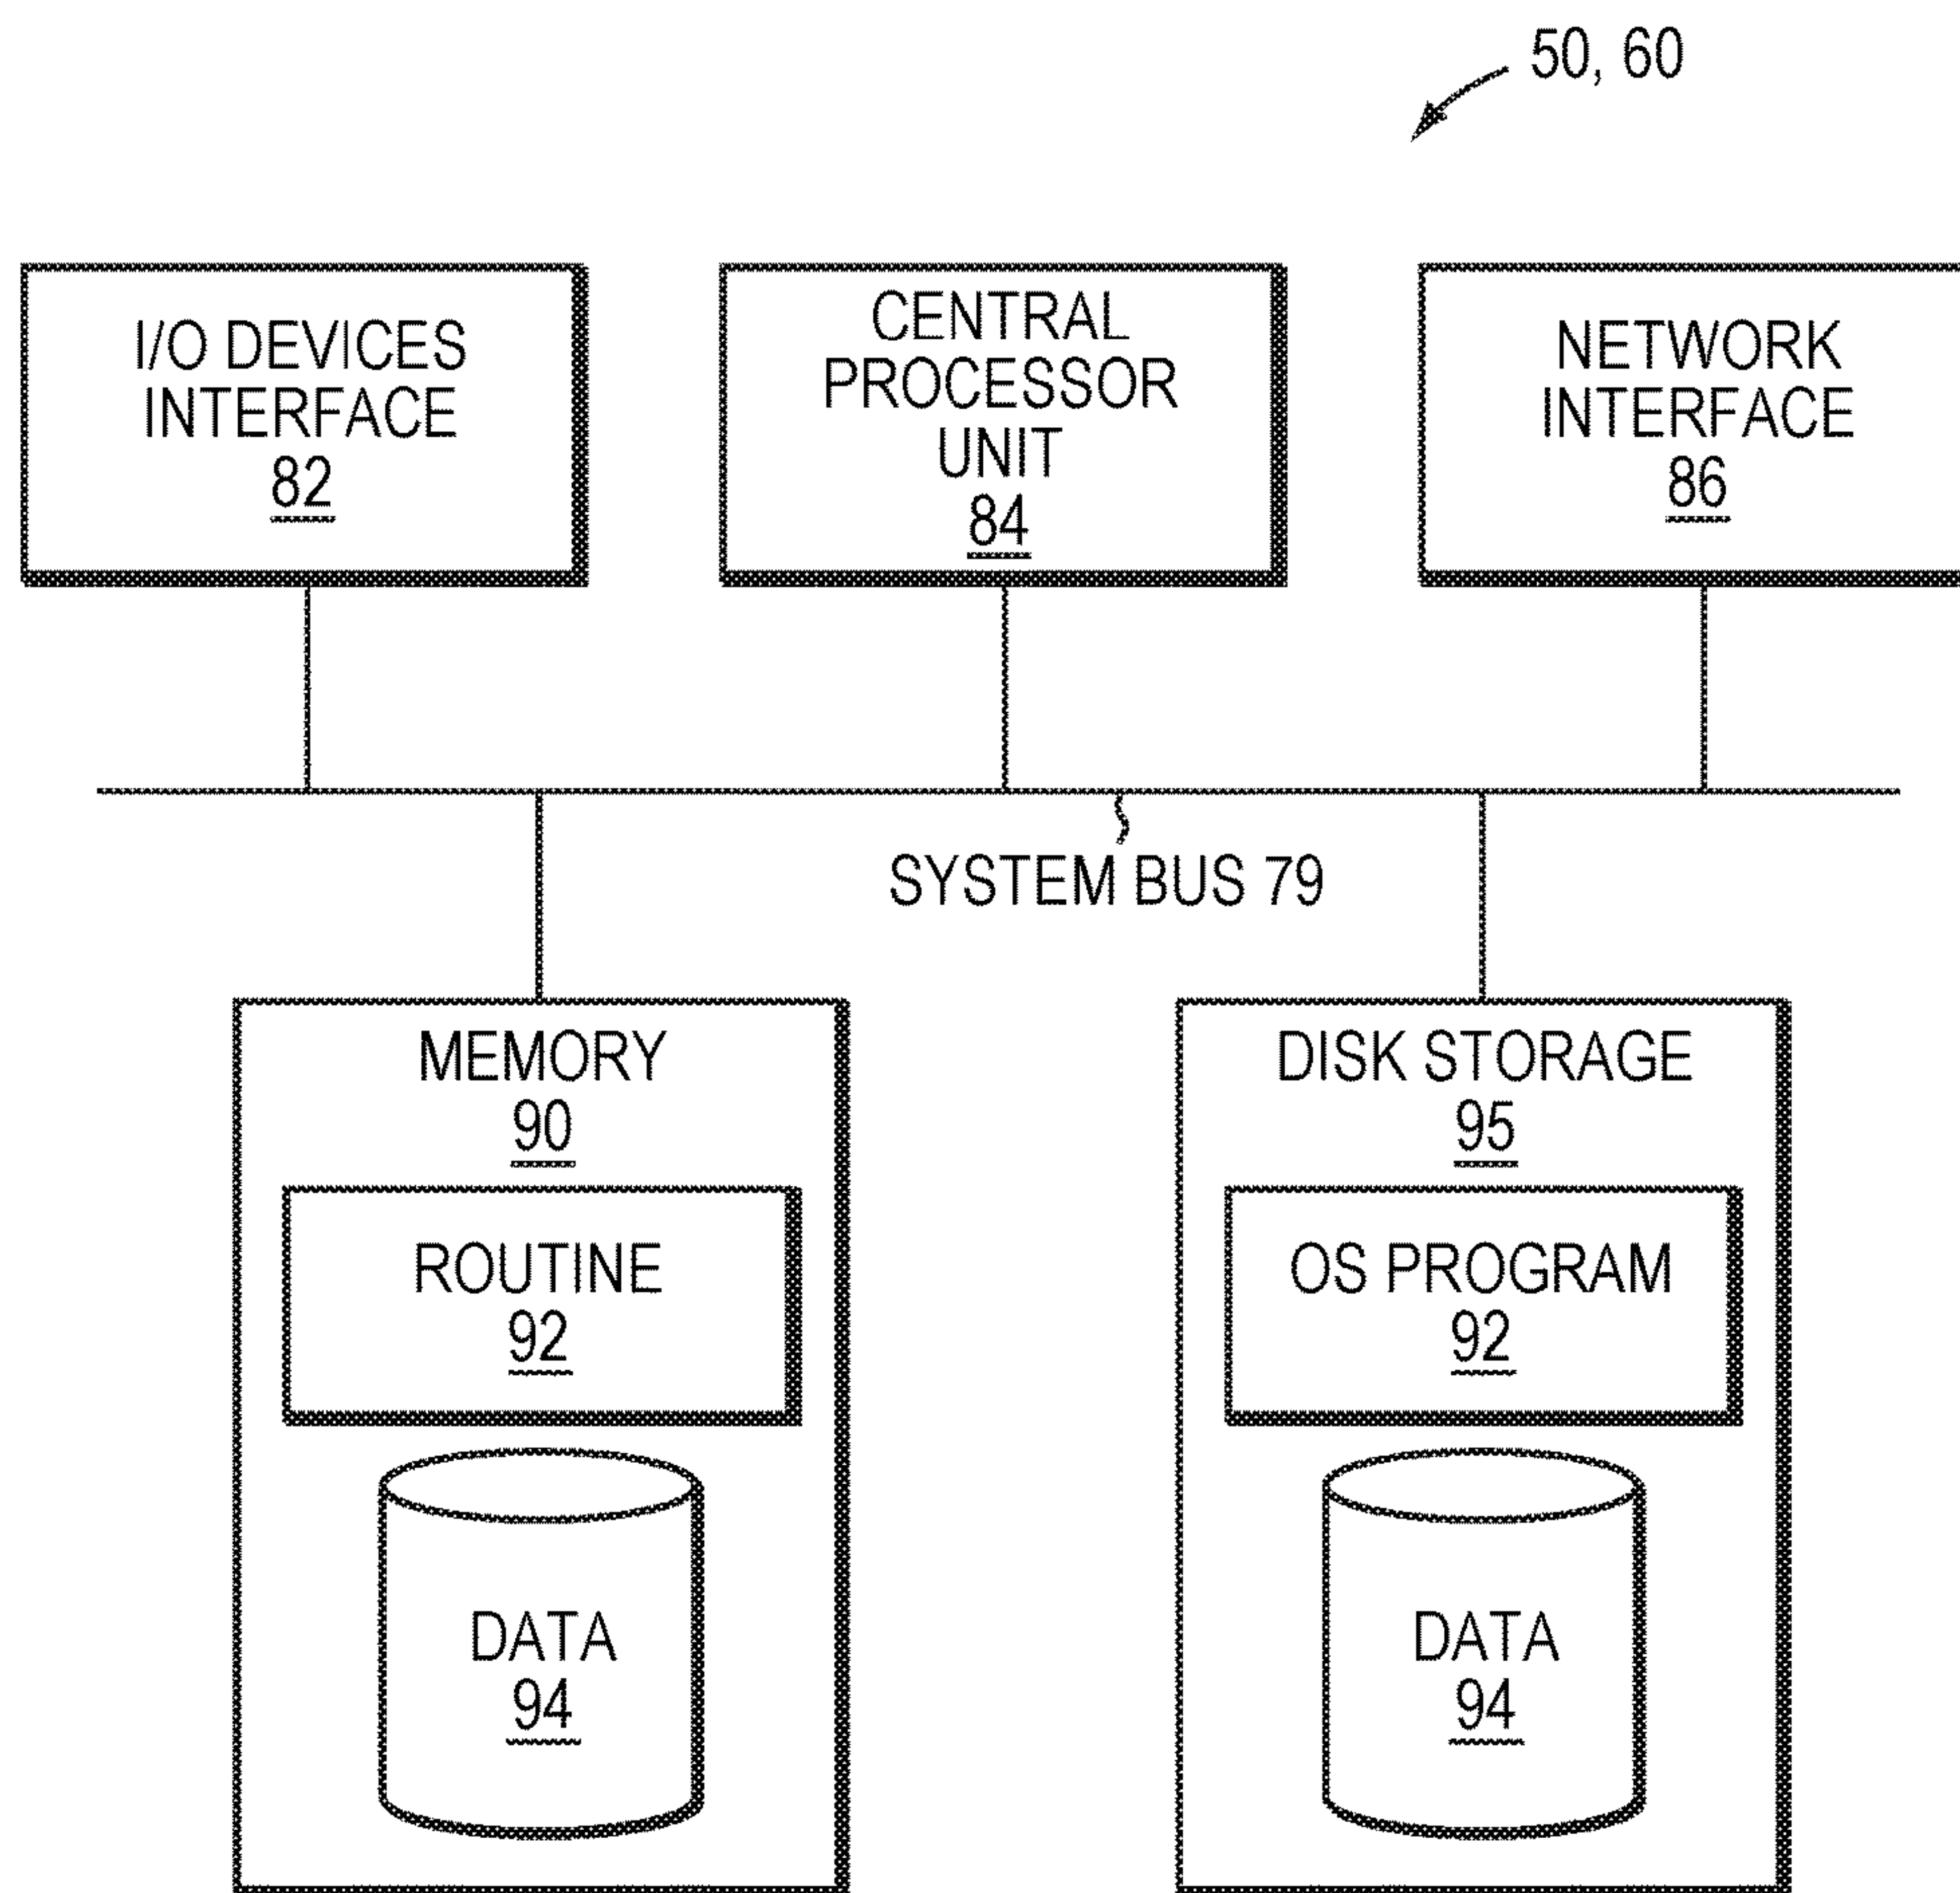 50, 60
I/O DEVICES
INTERFACE
82
CENTRAL
PROCESSOR
UNIT
84
NETWORK
INTERFACE
86
SYSTEM BUS 79
MEMORY
90
ROUTINE
92
DATA
94
DISK STORAGE
95
OS PROGRAM
92
DATA
94